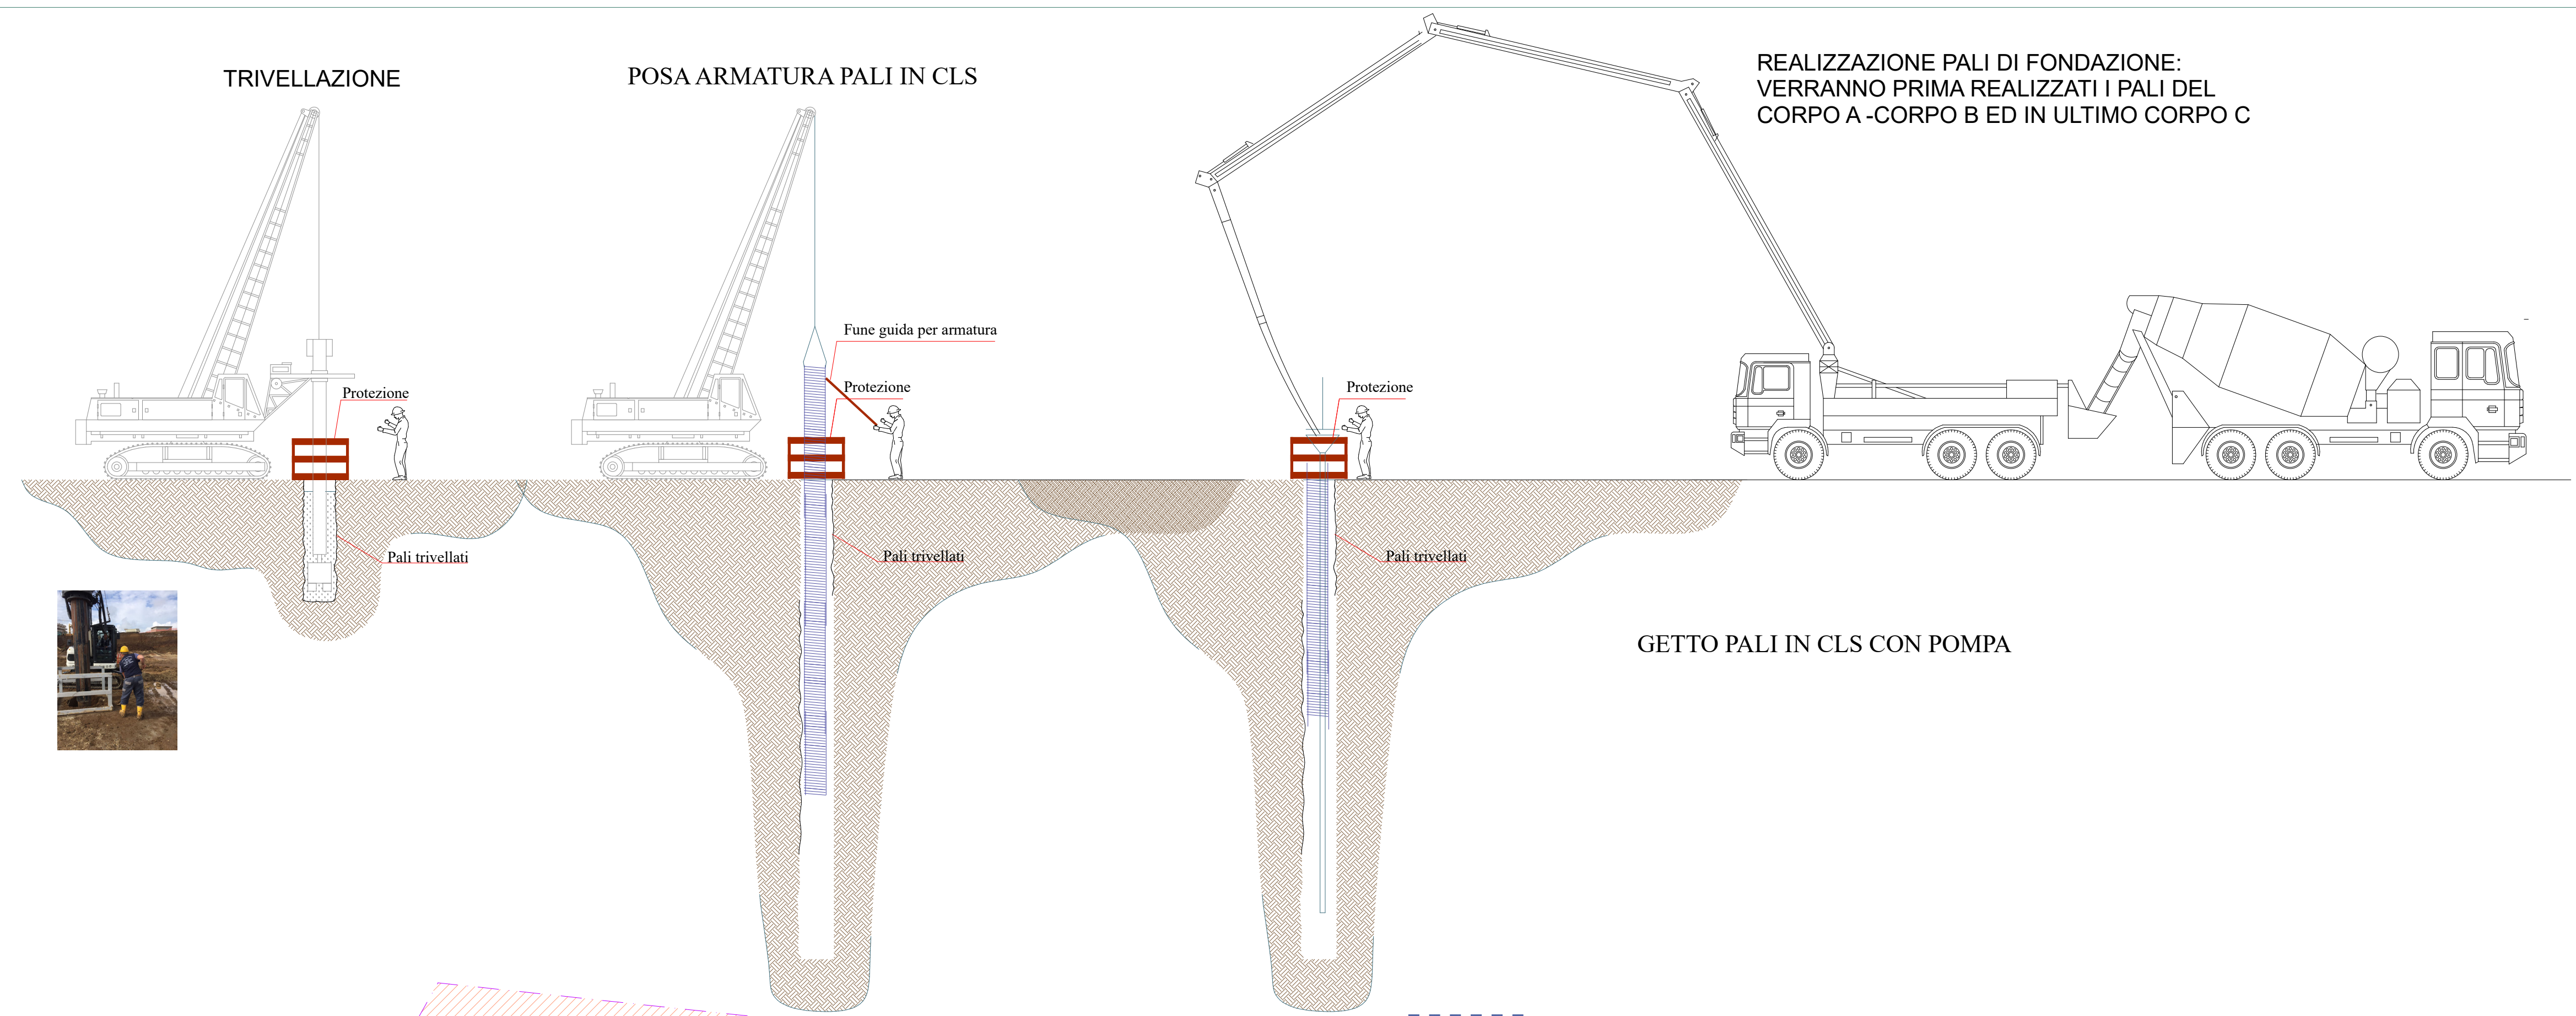 TRIVELLAZIONE
POSA ARMATURA PALI IN CLS
REALIZZAZIONE PALI DI FONDAZIONE:
VERRANNO PRIMA REALIZZATI I PALI DEL
CORPO A -CORPO B ED IN ULTIMO CORPO C
Fune guida per armatura
Protezione
Protezione
Protezione
Pali trivellati
Pali trivellati
Pali trivellati
GETTO PALI IN CLS CON POMPA